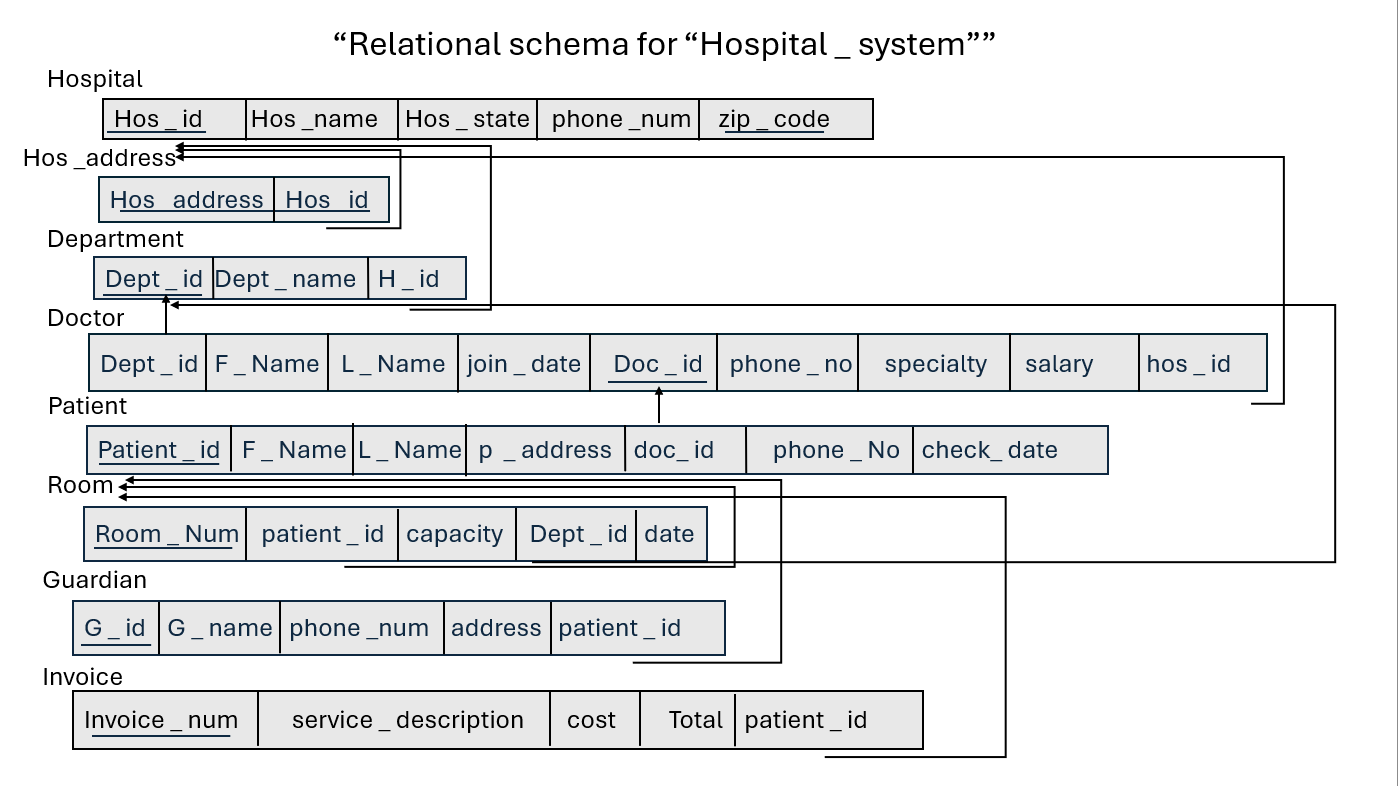 “Relational schema for “Hospital _ system””
Hospital
Hos _ id Hos _name Hos _ state phone _num zip _ code
Hos _address
Hos _address Hos _id
Department
Dept _ id Dept _ name H _ id
Doctor
Dept _ id F _ Name L _ Name join _ date Doc _ id phone _ no specialty salary hos _ id
Patient
Patient _ id F _ Name L _ Name p _ address doc_ id phone _ No check_ date
Room
Room _ Num patient _ id capacity Dept _ id date
Guardian
G _ id G _ name phone _num address patient _ id
Invoice
Invoice _ num service _ description cost Total patient _ id